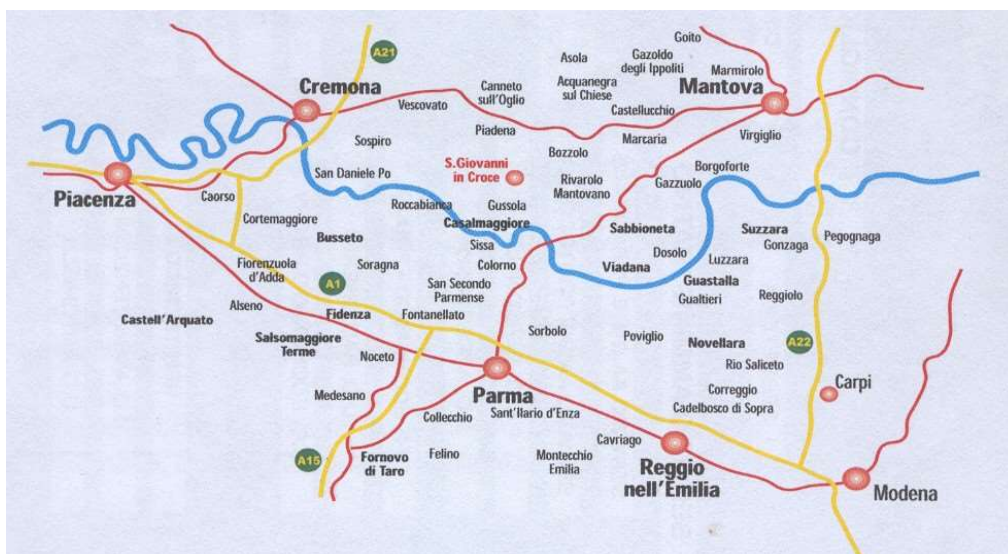 A21
Goito
Asola
Gazoldo
degli Ippoliti
Marmirolo
Cremona
Canneto
sull'Oglio
Acquanegra
sul Chiese
Mantova
Vescovato
Castellucchio
Piadena
Marcaria
Virgiglio
Sospiro
Bozzolo
S.Giovanni
in Croce
San Daniele Po
Borgoforte
Rivarolo
Mantovano
Gazzuolo
Piacenza
Caorso
Roccabianca
Gussola
Cortemaggiore
Casalmaggiore
Sabbioneta
Suzzara
Pegognaga
Busseto
Sissa
Gonzaga
Dosolo
Luzzara
Fiorenzuola
d'Adda
Soragna
Colorno
Viadana
A1
San Secondo
Parmense
Guastalla
Gualtieri
Reggiolo
Alseno
Castell'Arquato
Fidenza
Fontanellato
Sorbolo
Poviglio
Novellara
A22
Salsomaggiore
Terme
Noceto
Rio Saliceto
Medesano
Parma
Correggio
Carpi
Cadelbosco di Sopra
Collecchio
Sant'Ilario d'Enza
Cavriago
A15
Fornovo
di Taro
Felino
Montecchio
Emilia
Reggio
nell'Emilia
Modena